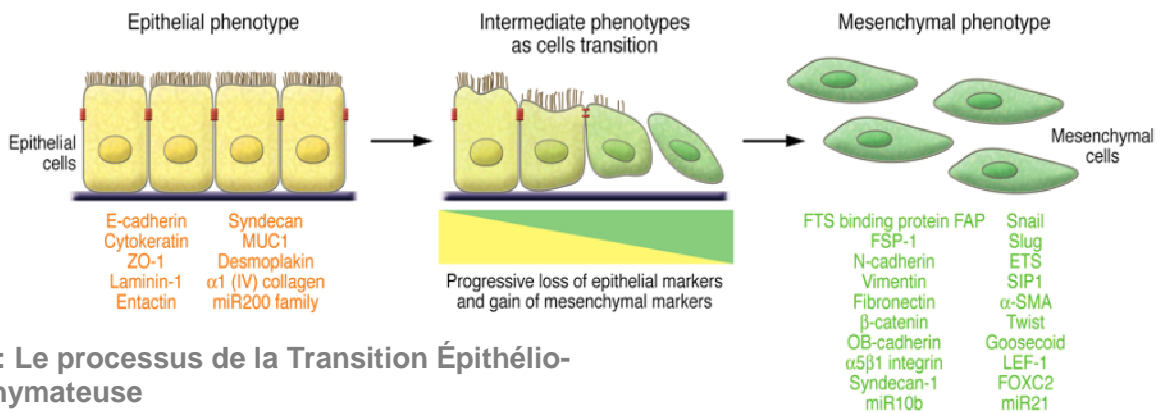 Epithelial phenotype
Intermediate phenotypes
as cells transition
Mesenchymal phenotype
Epithelial
cells
Mesenchymal
cells
E-cadherin
Cytokeratin
ZO-1
Laminin-1
Entactin
Syndecan
MUC1
Desmoplakin
α1 (IV) collagen
miR200 family
Progressive loss of epithelial markers
and gain of mesenchymal markers
FTS binding protein FAP
FSP-1
N-cadherin
Vimentin
Fibronectin
β-catenin
OB-cadherin
α5β1 integrin
Syndecan-1
miR10b
Snail
Slug
ETS
SIP1
α-SMA
Twist
Goosecoid
LEF-1
FOXC2
miR21
: Le processus de la Transition Épithélio-
hymateuse